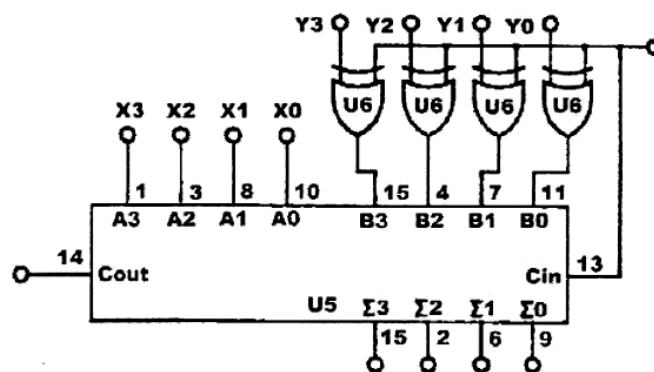 Y3 Y2 Y1 Y0
U6 U6 U6 U6
X3 X2 X1 X0
1 3 8 10 15 4 7 11
A3 A2 A1 A0 B3 B2 B1 B0
14 Cout Cin 13
U5 Σ3 Σ2 Σ1 Σ0
15 2 6 9